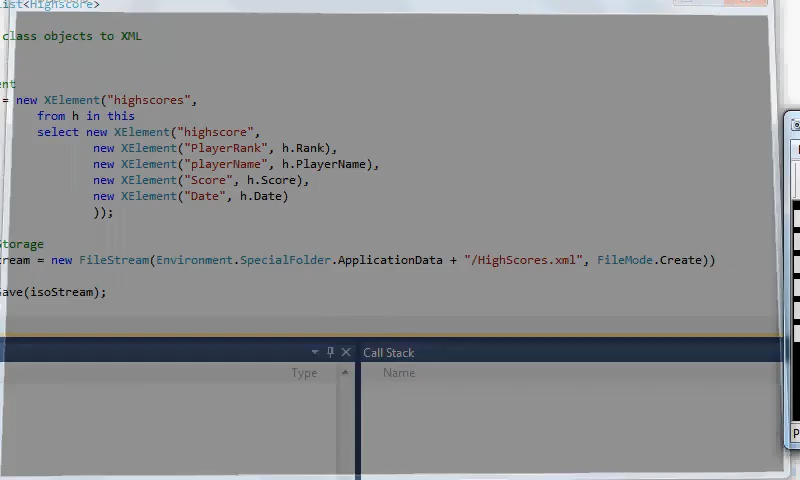 ist<Highscore>
class objects to XML
ent
= new XElement("highscores",
from h in this
select new XElement("highscore",
new XElement("PlayerRank", h.Rank),
new XElement("playerName", h.PlayerName),
new XElement("Score", h.Score),
new XElement("Date", h.Date)
));
Storage
ream = new FileStream(Environment.SpecialFolder.ApplicationData + "/HighScores.xml", FileMode.Create))
Save(isoStream);
Call Stack
Type
Name
P